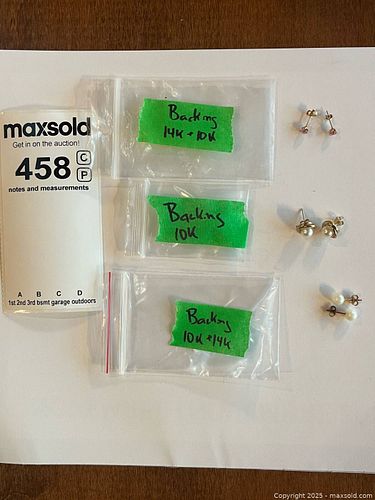 maxsold
Get in on the auction!
458 C
P
notes and measurements
A B C D
1st 2nd 3rd bsmt garage outdoors
Backing
14K + 10K
Backing
10K
Backing
10K + 14K
Copyright 2025 - maxsold.com